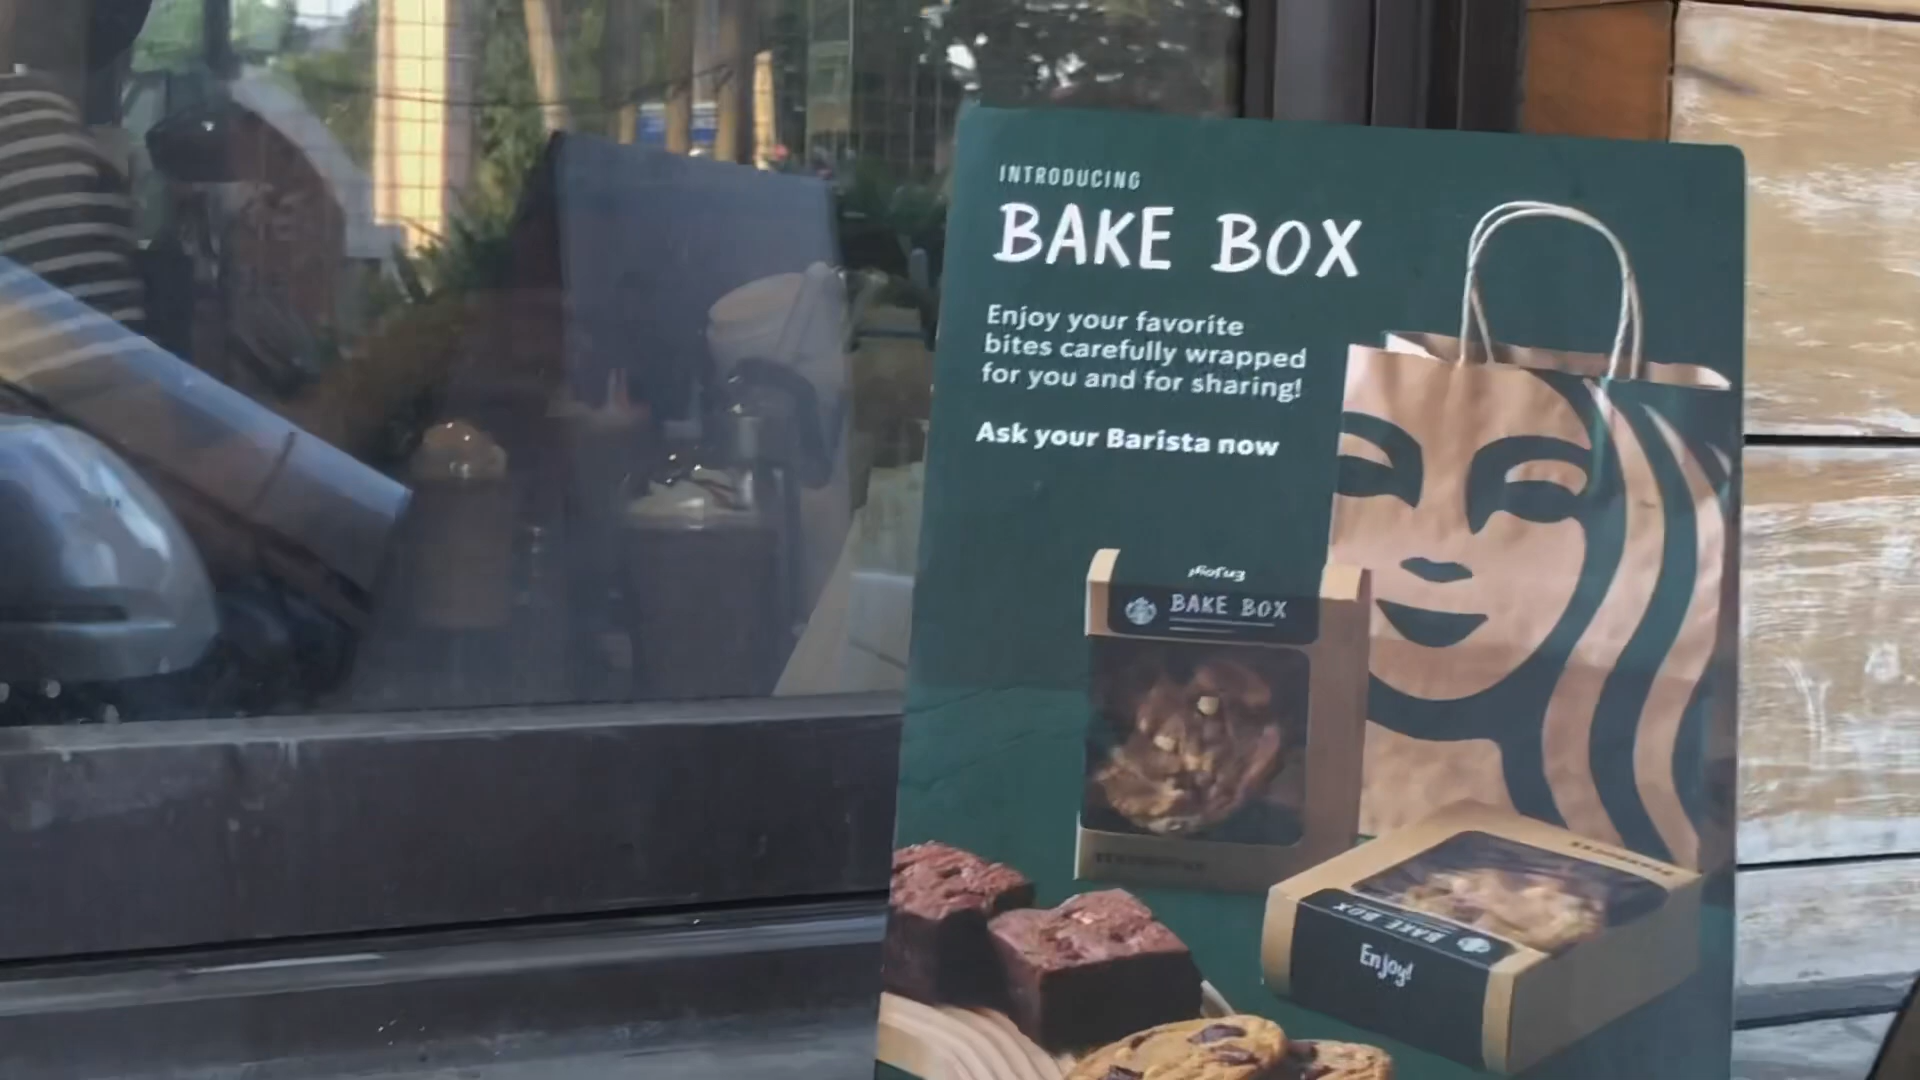 INTRODUCING
BAKE BOX
Enjoy your favorite
bites carefully wrapped
for you and for sharing!
Ask your Barista now
Enjoy!
BAKE BOX
BAKE BOX
Enjoy!